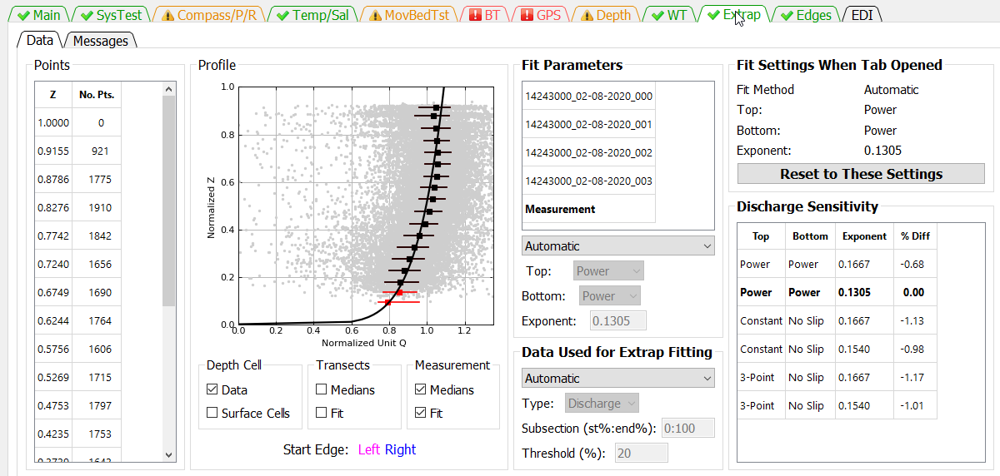 Main SysTest Compass/P/R Temp/Sal MovBedTst BT GPS Depth WT Extrap Edges EDI
Data Messages
Points
Z No. Pts.
1.0000 0
0.9155 921
0.8786 1775
0.8276 1910
0.7742 1842
0.7240 1656
0.6749 1690
0.6244 1764
0.5756 1606
0.5269 1715
0.4753 1797
0.4235 1753
Profile
1.0
0.8
0.6
0.4
0.2
0.0
Normalized Z
0.0 0.2 0.4 0.6 0.8 1.0 1.2
Normalized Unit Q
Depth Cell
Data
Surface Cells
Transects
Medians
Fit
Measurement
Medians
Fit
Start Edge: Left Right
Fit Parameters
14243000_02-08-2020_000
14243000_02-08-2020_001
14243000_02-08-2020_002
14243000_02-08-2020_003
Measurement
Automatic
Top: Power
Bottom: Power
Exponent: 0.1305
Data Used for Extrap Fitting
Automatic
Type: Discharge
Subsection (st%:end%): 0:100
Threshold (%): 20
Fit Settings When Tab Opened
Fit Method Automatic
Top: Power
Bottom: Power
Exponent: 0.1305
Reset to These Settings
Discharge Sensitivity
Top Bottom Exponent % Diff
Power Power 0.1667 -0.68
Power Power 0.1305 0.00
Constant No Slip 0.1667 -1.13
Constant No Slip 0.1540 -0.98
3-Point No Slip 0.1667 -1.17
3-Point No Slip 0.1540 -1.01